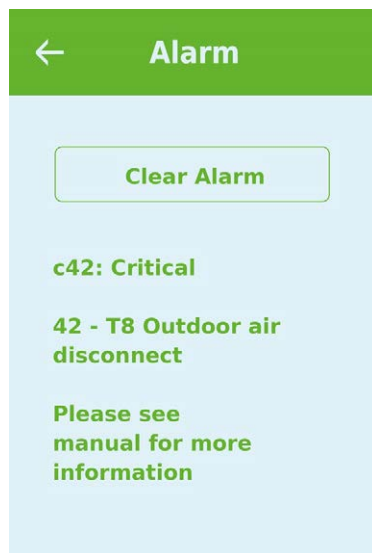 Alarm
Clear Alarm
c42: Critical
42 - T8 Outdoor air
disconnect
Please see
manual for more
information